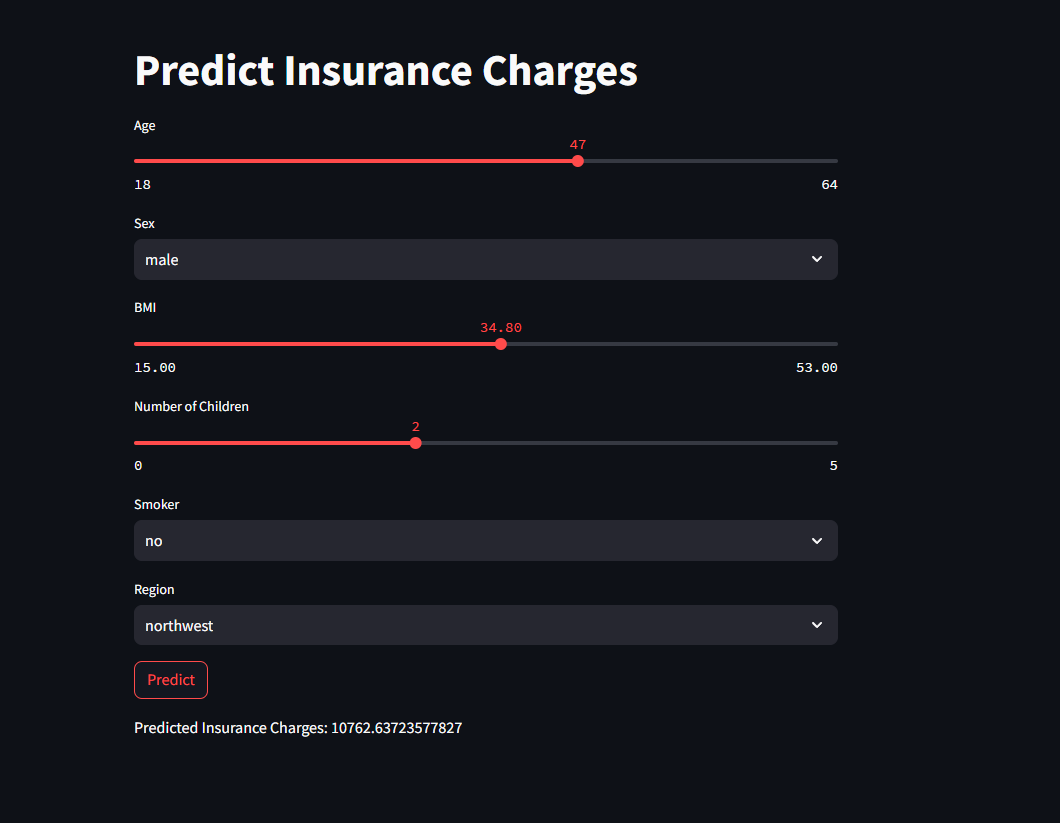 Predict Insurance Charges
Age
47
18 64
Sex
male
BMI
34.80
15.00 53.00
Number of Children
2
0 5
Smoker
no
Region
northwest
Predict
Predicted Insurance Charges: 10762.63723577827